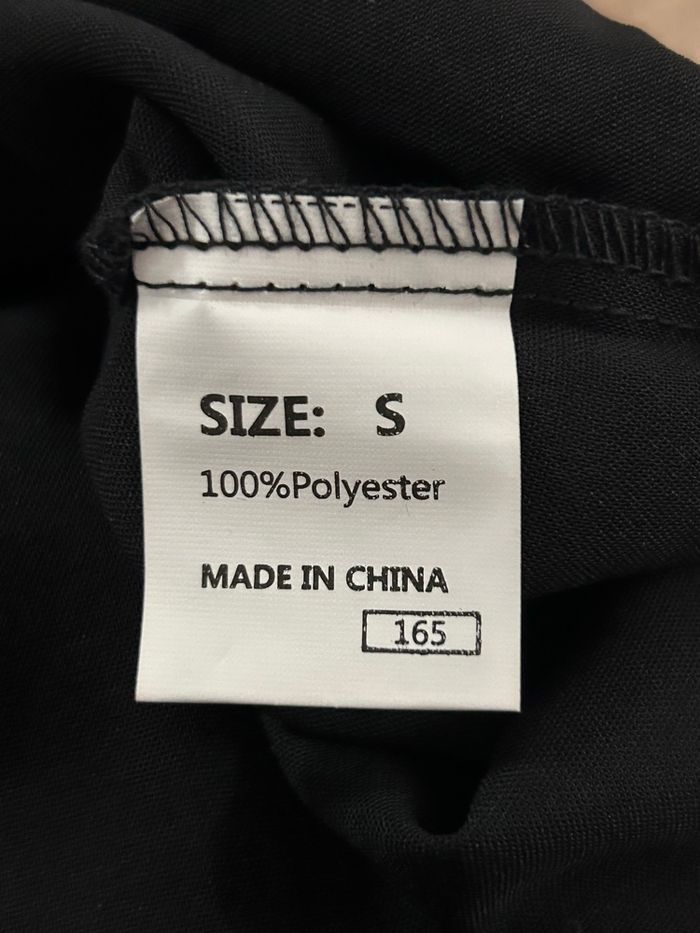 SIZE: S
100%Polyester
MADE IN CHINA
165